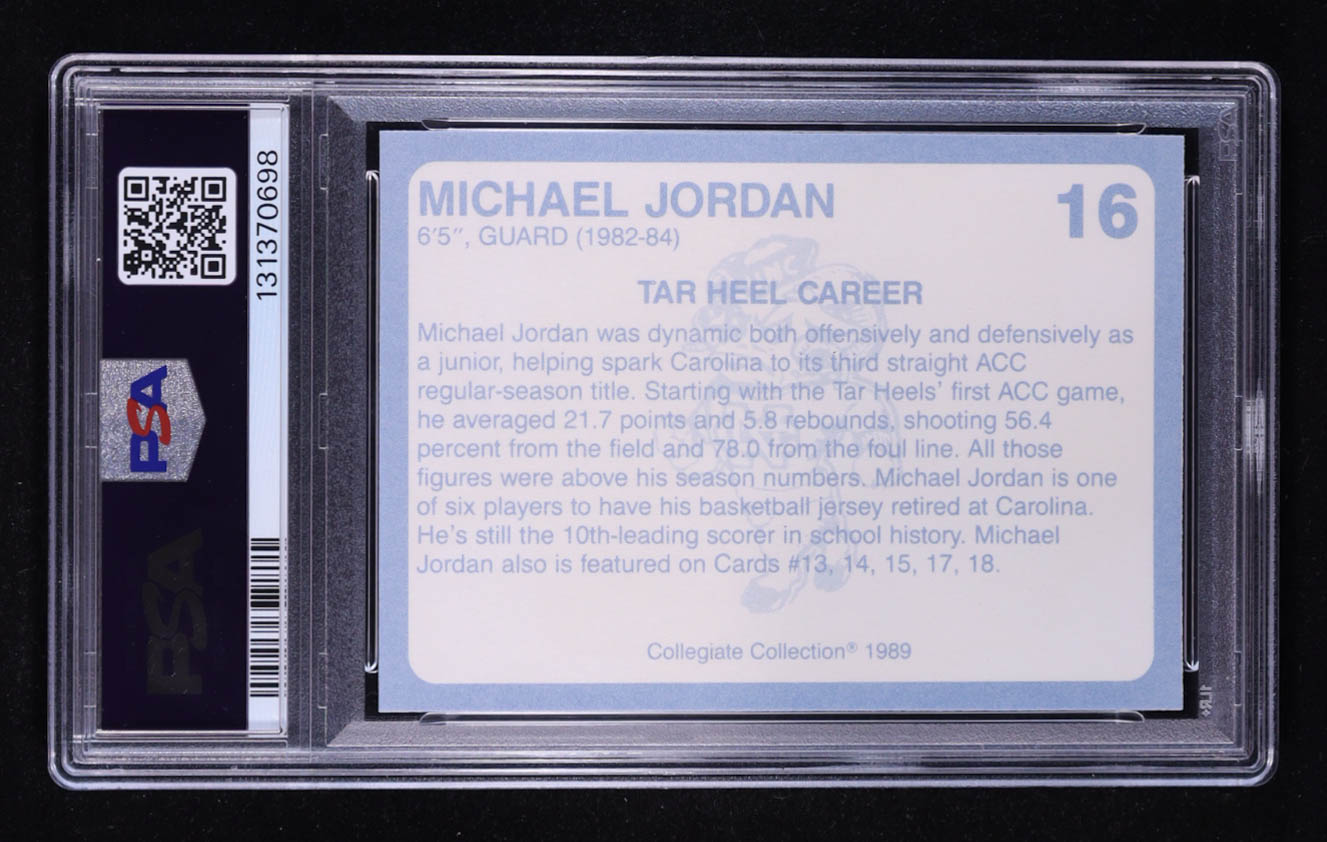 MICHAEL JORDAN
16
6'5", GUARD (1982-84)
TAR HEEL CAREER
Michael Jordan was dynamic both offensively and defensively as
a junior, helping spark Carolina to its third straight ACC
regular-season title. Starting with the Tar Heels' first ACC game,
he averaged 21.7 points and 5.8 rebounds, shooting 56.4
percent from the field and 78.0 from the foul line. All those
figures were above his season numbers. Michael Jordan is one
of six players to have his basketball jersey retired at Carolina.
He's still the 10th-leading scorer in school history. Michael
Jordan also is featured on Cards #13, 14, 15, 17, 18.
Collegiate Collection® 1989
131370698
PSA
PSA
PSA
1LR+